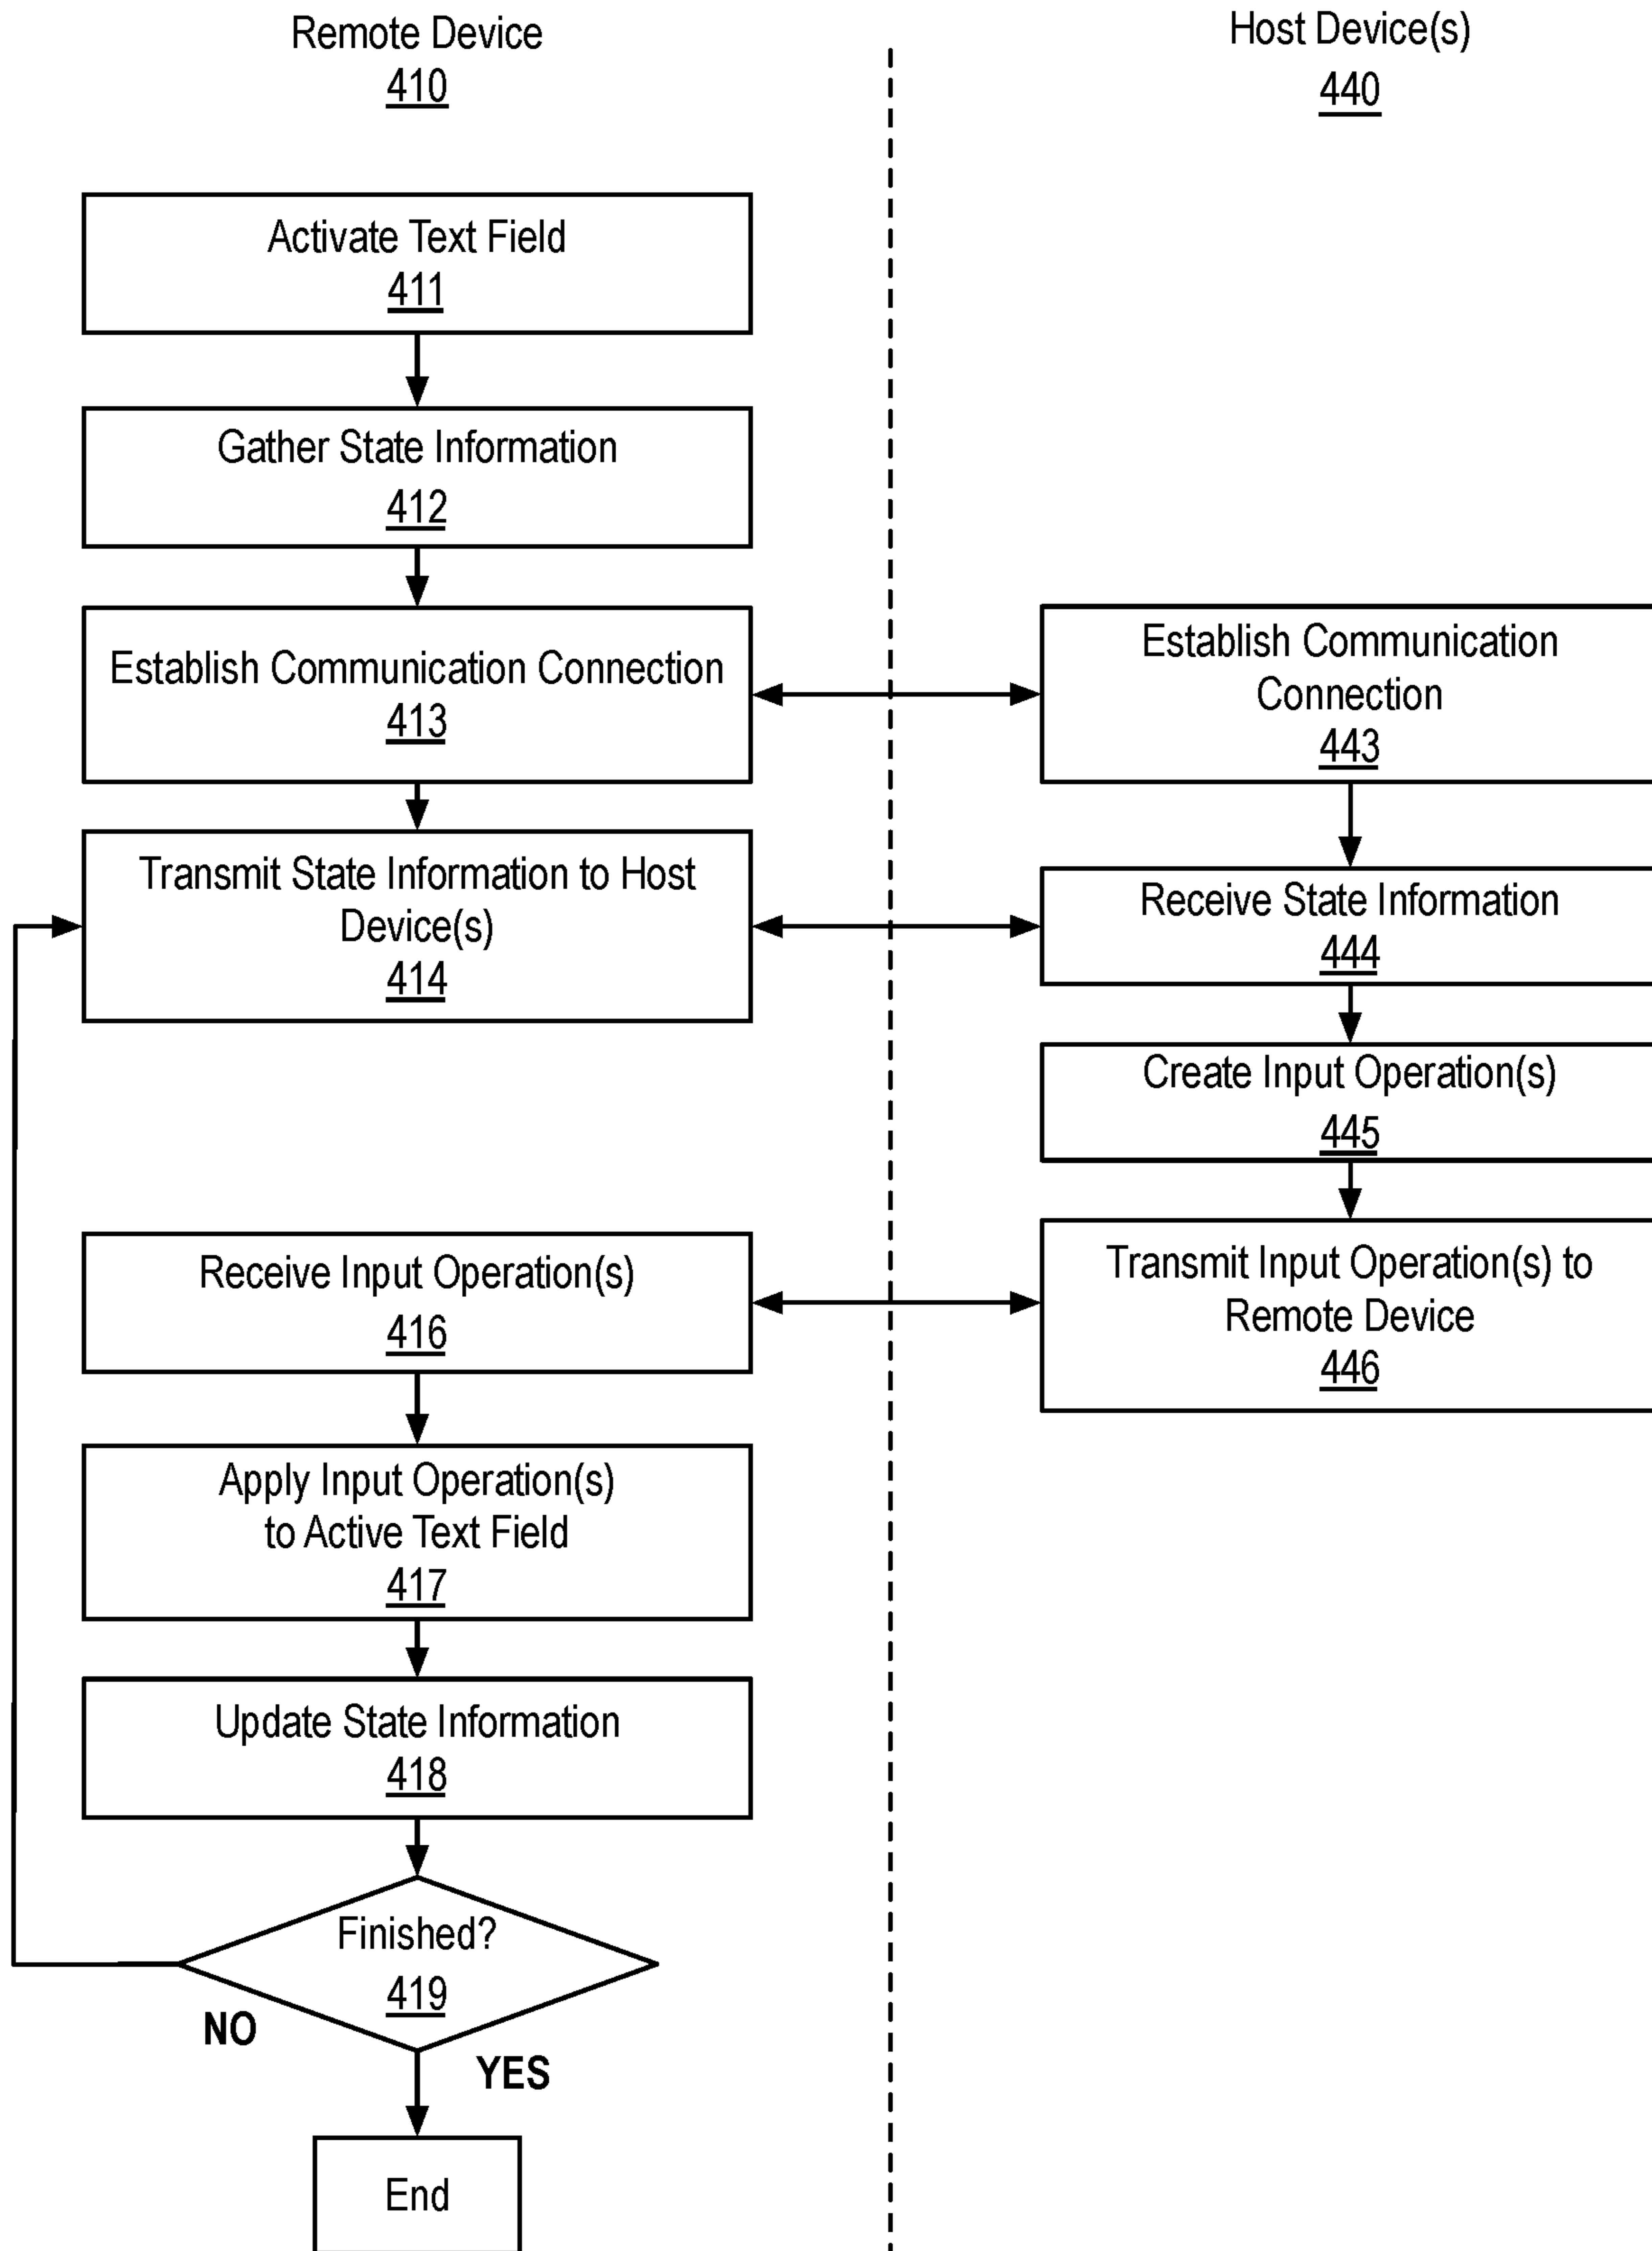 Remote Device
410
Host Device(s)
440
Activate Text Field
411
Gather State Information
412
Establish Communication Connection
413
Establish Communication
Connection
443
Transmit State Information to Host
Device(s)
414
Receive State Information
444
Create Input Operation(s)
445
Receive Input Operation(s)
416
Transmit Input Operation(s) to
Remote Device
446
Apply Input Operation(s)
to Active Text Field
417
Update State Information
418
Finished?
419
NO
YES
End